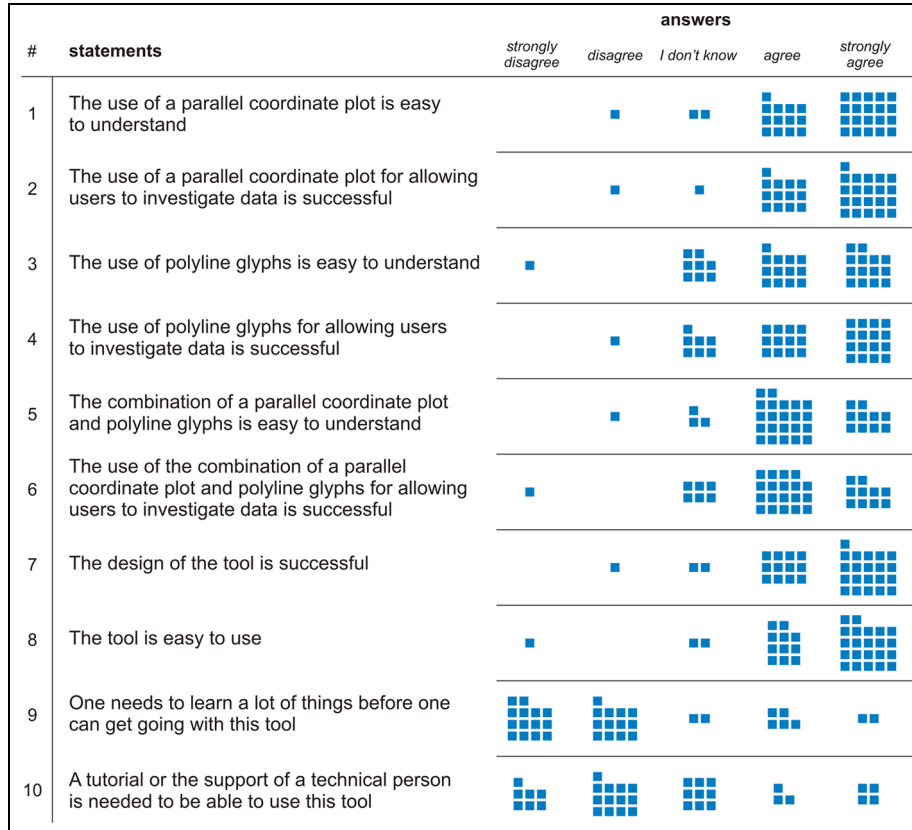 answers
# statements strongly disagree disagree I don't know agree strongly agree
1 The use of a parallel coordinate plot is easy
to understand
2 The use of a parallel coordinate plot for allowing
users to investigate data is successful
3 The use of polyline glyphs is easy to understand
4 The use of polyline glyphs for allowing users
to investigate data is successful
5 The combination of a parallel coordinate plot
and polyline glyphs is easy to understand
6 The use of the combination of a parallel
coordinate plot and polyline glyphs for allowing
users to investigate data is successful
7 The design of the tool is successful
8 The tool is easy to use
9 One needs to learn a lot of things before one
can get going with this tool
10 A tutorial or the support of a technical person
is needed to be able to use this tool